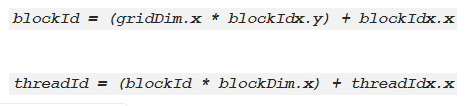 blockId = (gridDim.x * blockIdx.y) + blockIdx.x
threadId = (blockId * blockDim.x) + threadIdx.x